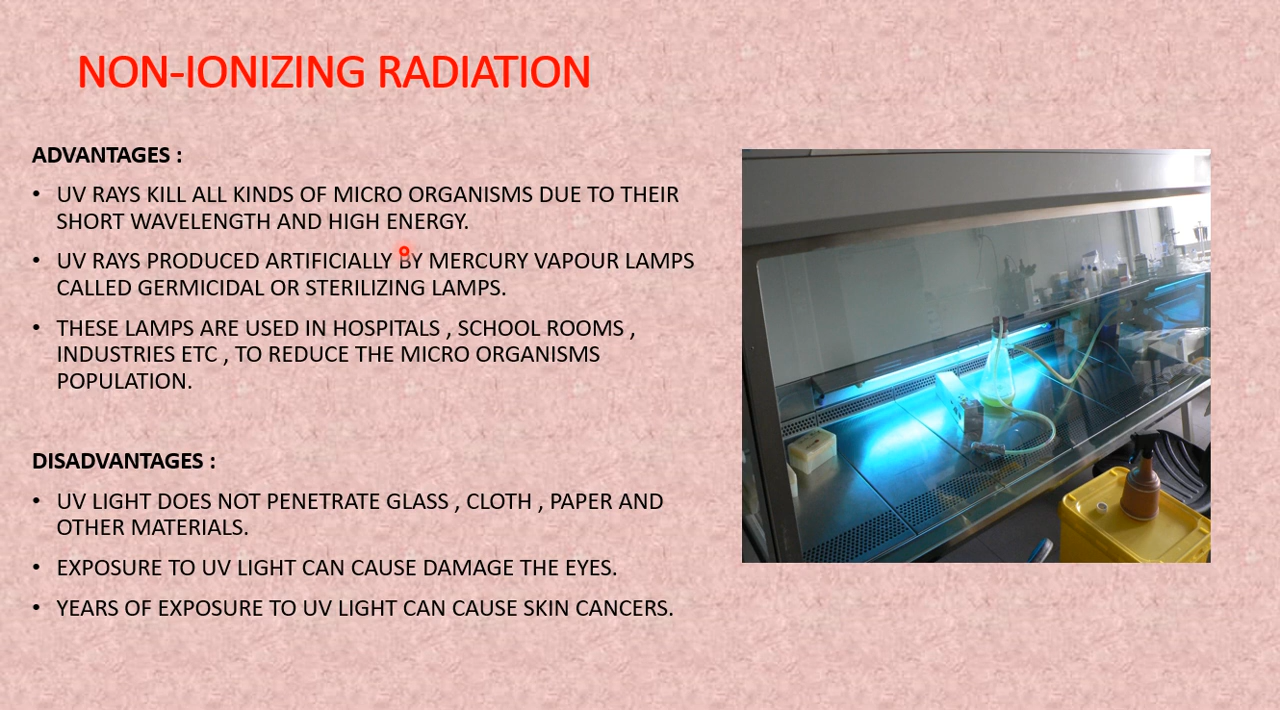 NON-IONIZING RADIATION
ADVANTAGES :
• UV RAYS KILL ALL KINDS OF MICRO ORGANISMS DUE TO THEIR
SHORT WAVELENGTH AND HIGH ENERGY.
• UV RAYS PRODUCED ARTIFICIALLY BY MERCURY VAPOUR LAMPS
CALLED GERMICIDAL OR STERILIZING LAMPS.
• THESE LAMPS ARE USED IN HOSPITALS , SCHOOL ROOMS ,
INDUSTRIES ETC , TO REDUCE THE MICRO ORGANISMS
POPULATION.
DISADVANTAGES :
• UV LIGHT DOES NOT PENETRATE GLASS , CLOTH , PAPER AND
OTHER MATERIALS.
• EXPOSURE TO UV LIGHT CAN CAUSE DAMAGE THE EYES.
• YEARS OF EXPOSURE TO UV LIGHT CAN CAUSE SKIN CANCERS.